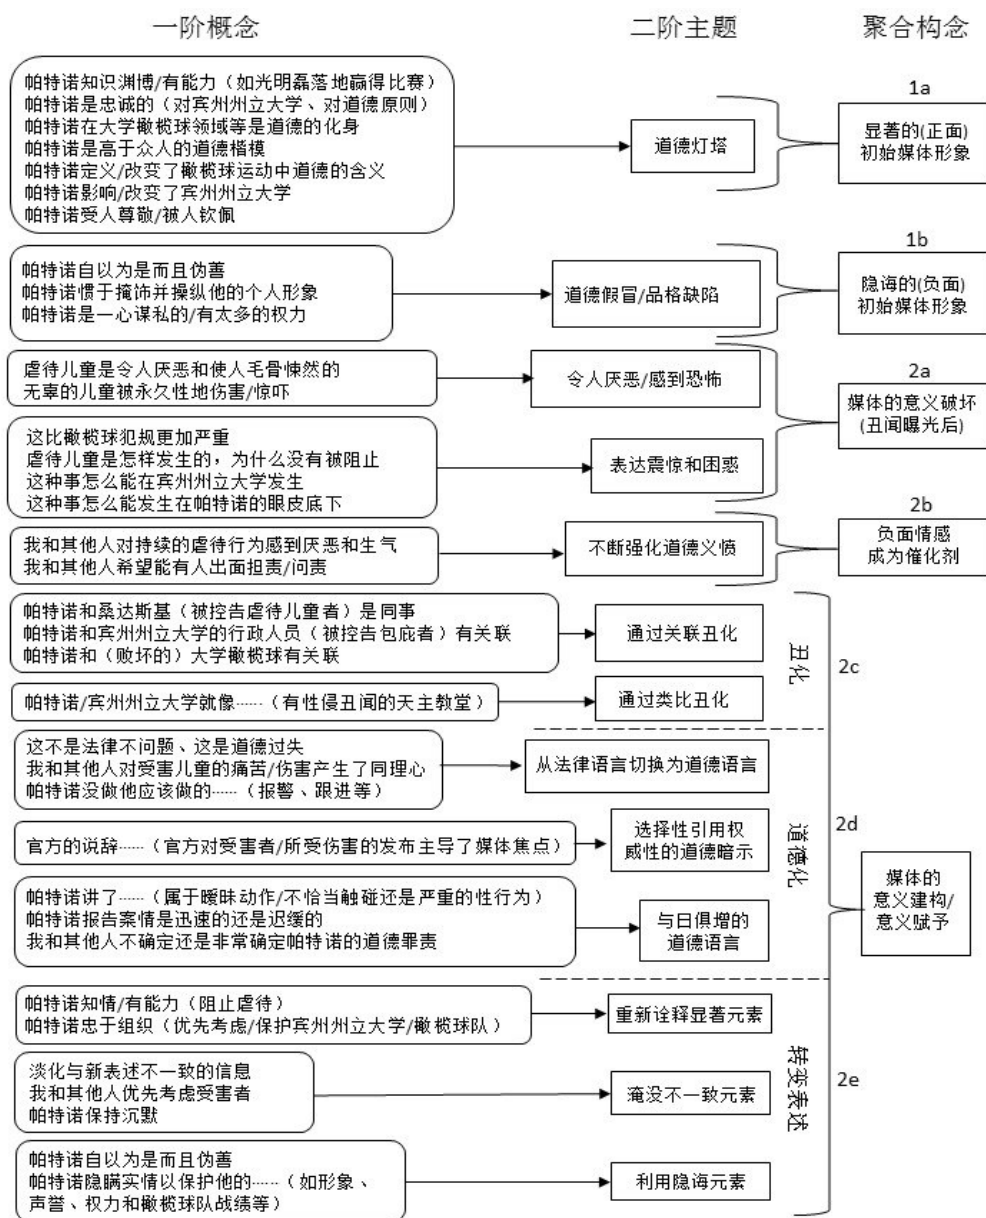 一阶概念
二阶主题
聚合构念
帕特诺知识渊博/有能力（如光明磊落地赢得比赛）
帕特诺是忠诚的（对宾州州立大学、对道德原则）
帕特诺在大学橄榄球领域等是道德的化身
帕特诺是高于众人的道德楷模
帕特诺定义/改变了橄榄球运动中道德的含义
帕特诺影响/改变了宾州州立大学
帕特诺受人尊敬/被人钦佩
道德灯塔
1a
显著的(正面)
初始媒体形象
帕特诺自以为是而且伪善
帕特诺惯于掩饰并操纵他的个人形象
帕特诺是一心谋私的/有太多的权力
道德假冒/品格缺陷
1b
隐诲的(负面)
初始媒体形象
虐待儿童是令人厌恶和使人毛骨悚然的
无辜的儿童被永久性地伤害/惊吓
令人厌恶/感到恐怖
2a
媒体的意义破坏
(丑闻曝光后)
这比橄榄球犯规更加严重
虐待儿童是怎样发生的，为什么没有被阻止
这种事怎么能在宾州州立大学发生
这种事怎么能发生在帕特诺的眼皮底下
表达震惊和困惑
我和其他人对持续的虐待行为感到厌恶和生气
我和其他人希望能有人出面担责/问责
不断强化道德义愤
2b
负面情感
成为催化剂
帕特诺和桑达斯基（被控告虐待儿童者）是同事
帕特诺和宾州州立大学的行政人员（被控告包庇者）有关联
帕特诺和（败坏的）大学橄榄球有关联
通过关联丑化
丑化
2c
帕特诺/宾州州立大学就像……（有性侵丑闻的天主教堂）
通过类比丑化
这不是法律不问题、这是道德过失
我和其他人对受害儿童的痛苦/伤害产生了同理心
帕特诺没做他应该做的……（报警、跟进等）
从法律语言切换为道德语言
道德化
2d
官方的说辞……（官方对受害者/所受伤害的发布主导了媒体焦点）
选择性引用权
威性的道德暗示
媒体的
意义建构/
意义赋予
帕特诺讲了……（属于暧昧动作/不恰当触碰还是严重的性行为）
帕特诺报告案情是迅速的还是迟缓的
我和其他人不确定还是非常确定帕特诺的道德罪责
与日俱增的
道德语言
帕特诺知情/有能力（阻止虐待）
帕特诺忠于组织（优先考虑/保护宾州州立大学/橄榄球队）
重新诠释显著元素
转变表述
2e
淡化与新表述不一致的信息
我和其他人优先考虑受害者
帕特诺保持沉默
淹没不一致元素
帕特诺自以为是而且伪善
帕特诺隐瞒实情以保护他的……（如形象、
声誉、权力和橄榄球队战绩等）
利用隐诲元素